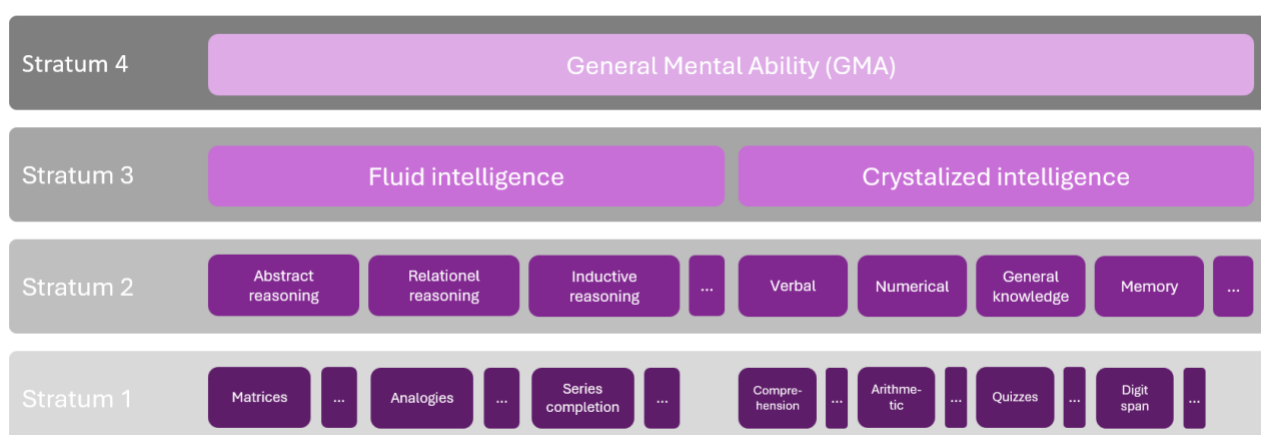 Stratum 4
General Mental Ability (GMA)
Stratum 3
Fluid intelligence
Crystalized intelligence
Stratum 2
Abstract
reasoning
Relationel
reasoning
Inductive
reasoning
...
Verbal
Numerical
General
knowledge
Memory
...
Stratum 1
Matrices
...
Analogies
...
Series
completion
...
Compre-
hension
...
Arithme-
tic
...
Quizzes
...
Digit
span
...